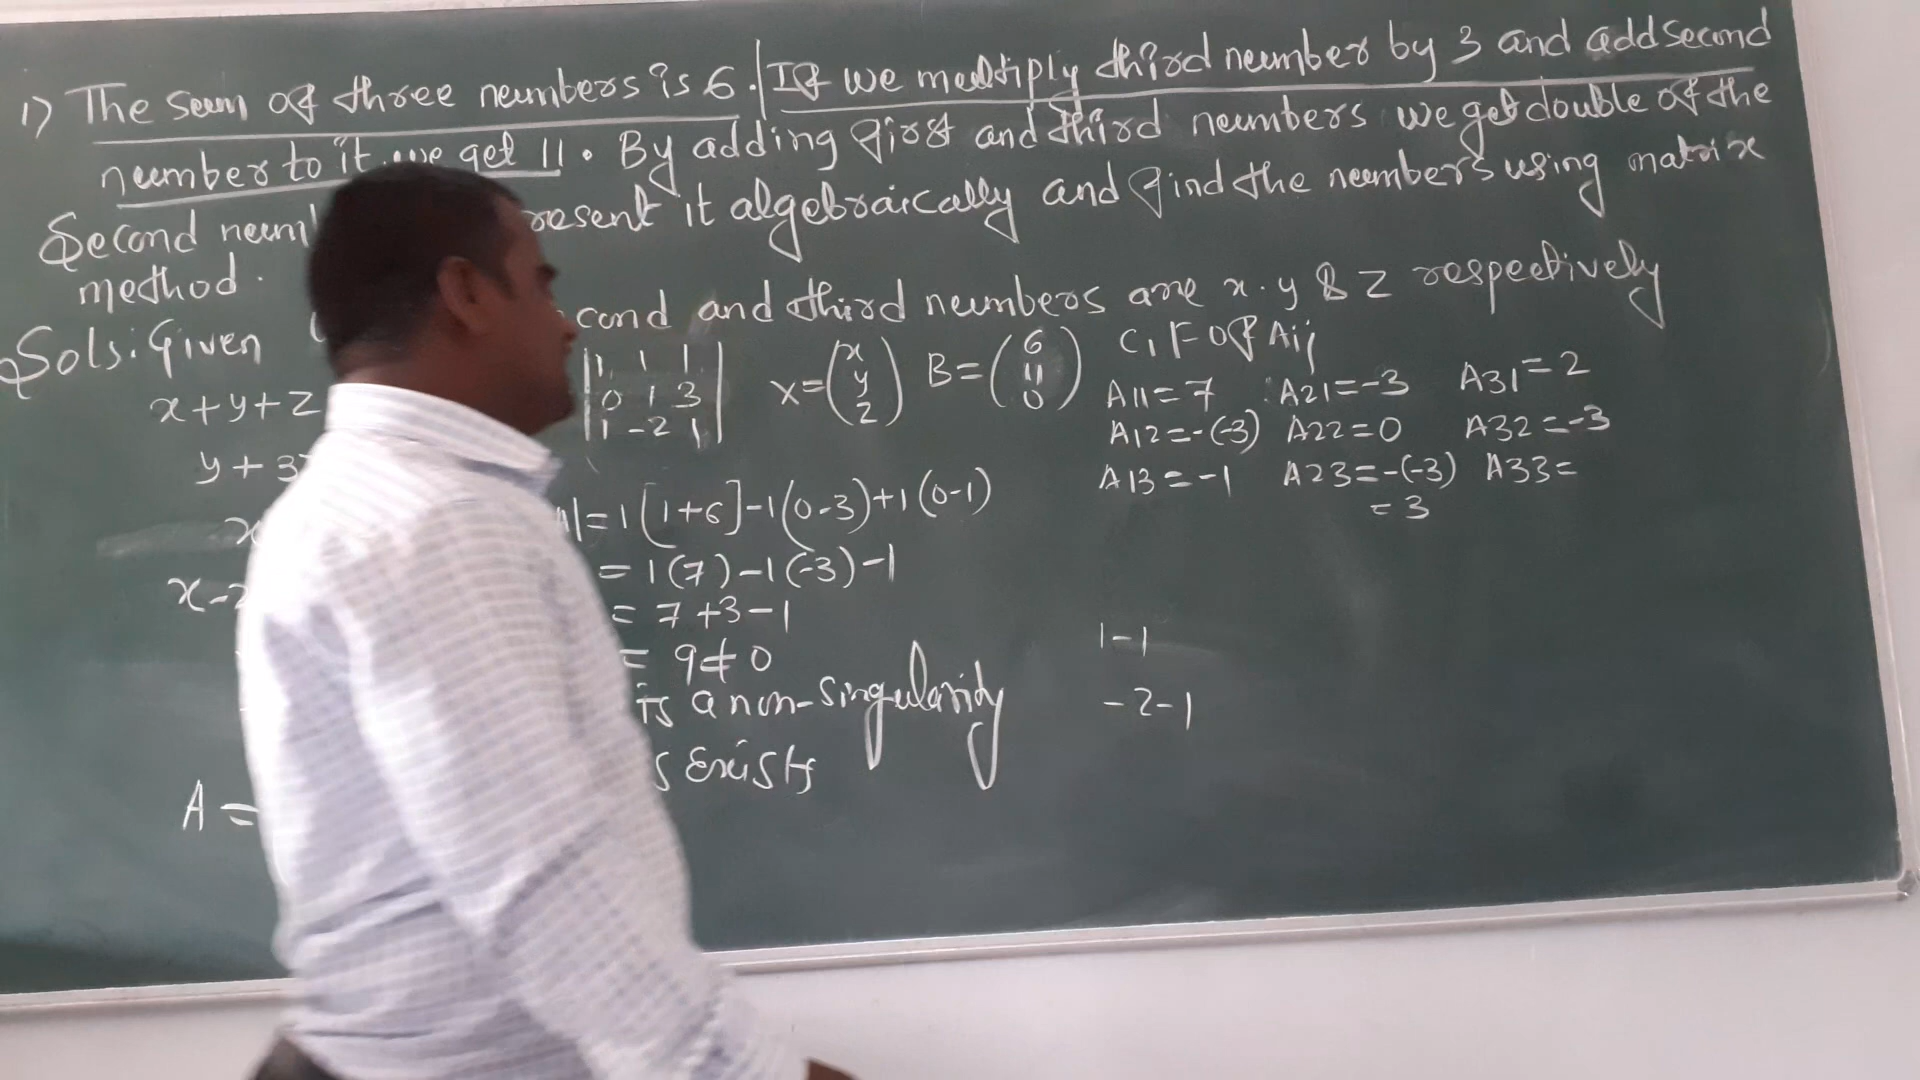 1) The sum of three numbers is 6. If we multiply third number by 3 and add second
number to it we get 11. By adding first and third numbers we get double of the
Second resent it algebraically and find the numbers using matrix
method.
Sols: Given cond and third numbers are x. y & z respectively
x+y+z
y+3
x
x-2
A =
1 1 1
0 1 3
1 -2 1
X= (x y z) B= (6 11 0)
|=1[1+6]-1(0-3)+1(0-1)
=1(7)-1(-3)-1
= 7+3-1
= 9≠0
is a non-singularity
s exists
C, F of Aij
A11=7 A21=-3 A31=2
A12=-(-3) A22=0 A32=-3
A13=-1 A23=-(-3) A33=
=3
1-1
-2-1